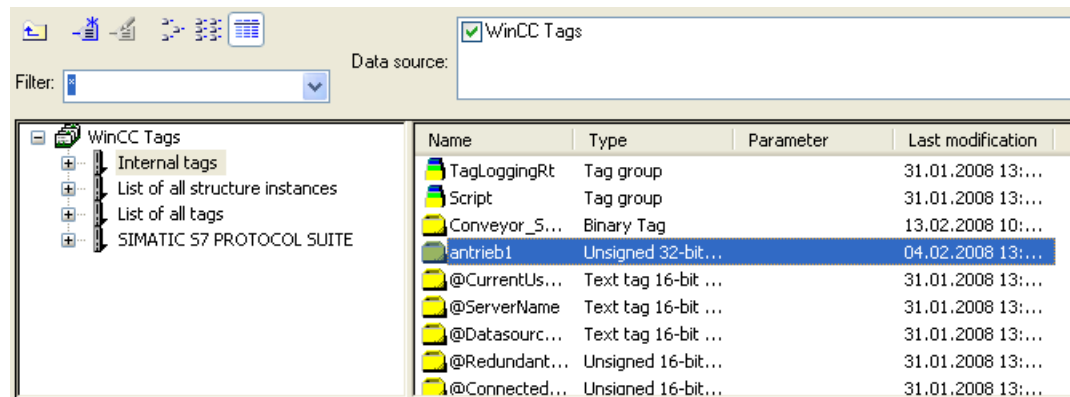 WinCC Tags
Data source:
Filter: *
WinCC Tags
Internal tags
List of all structure instances
List of all tags
SIMATIC S7 PROTOCOL SUITE
Name Type Parameter Last modification
TagLoggingRt Tag group 31.01.2008 13:...
Script Tag group 31.01.2008 13:...
Conveyor_S... Binary Tag 13.02.2008 10:...
antrieb1 Unsigned 32-bit... 04.02.2008 13:...
@CurrentUs... Text tag 16-bit ... 31.01.2008 13:...
@ServerName Text tag 16-bit ... 31.01.2008 13:...
@Datasourc... Text tag 16-bit ... 31.01.2008 13:...
@Redundant... Unsigned 16-bit... 31.01.2008 13:...
@Connected... Unsigned 16-bit... 31.01.2008 13:...